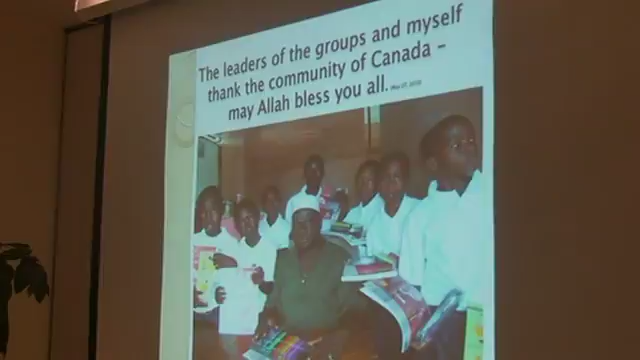 The leaders of the groups and myself
thank the community of Canada –
may Allah bless you all.